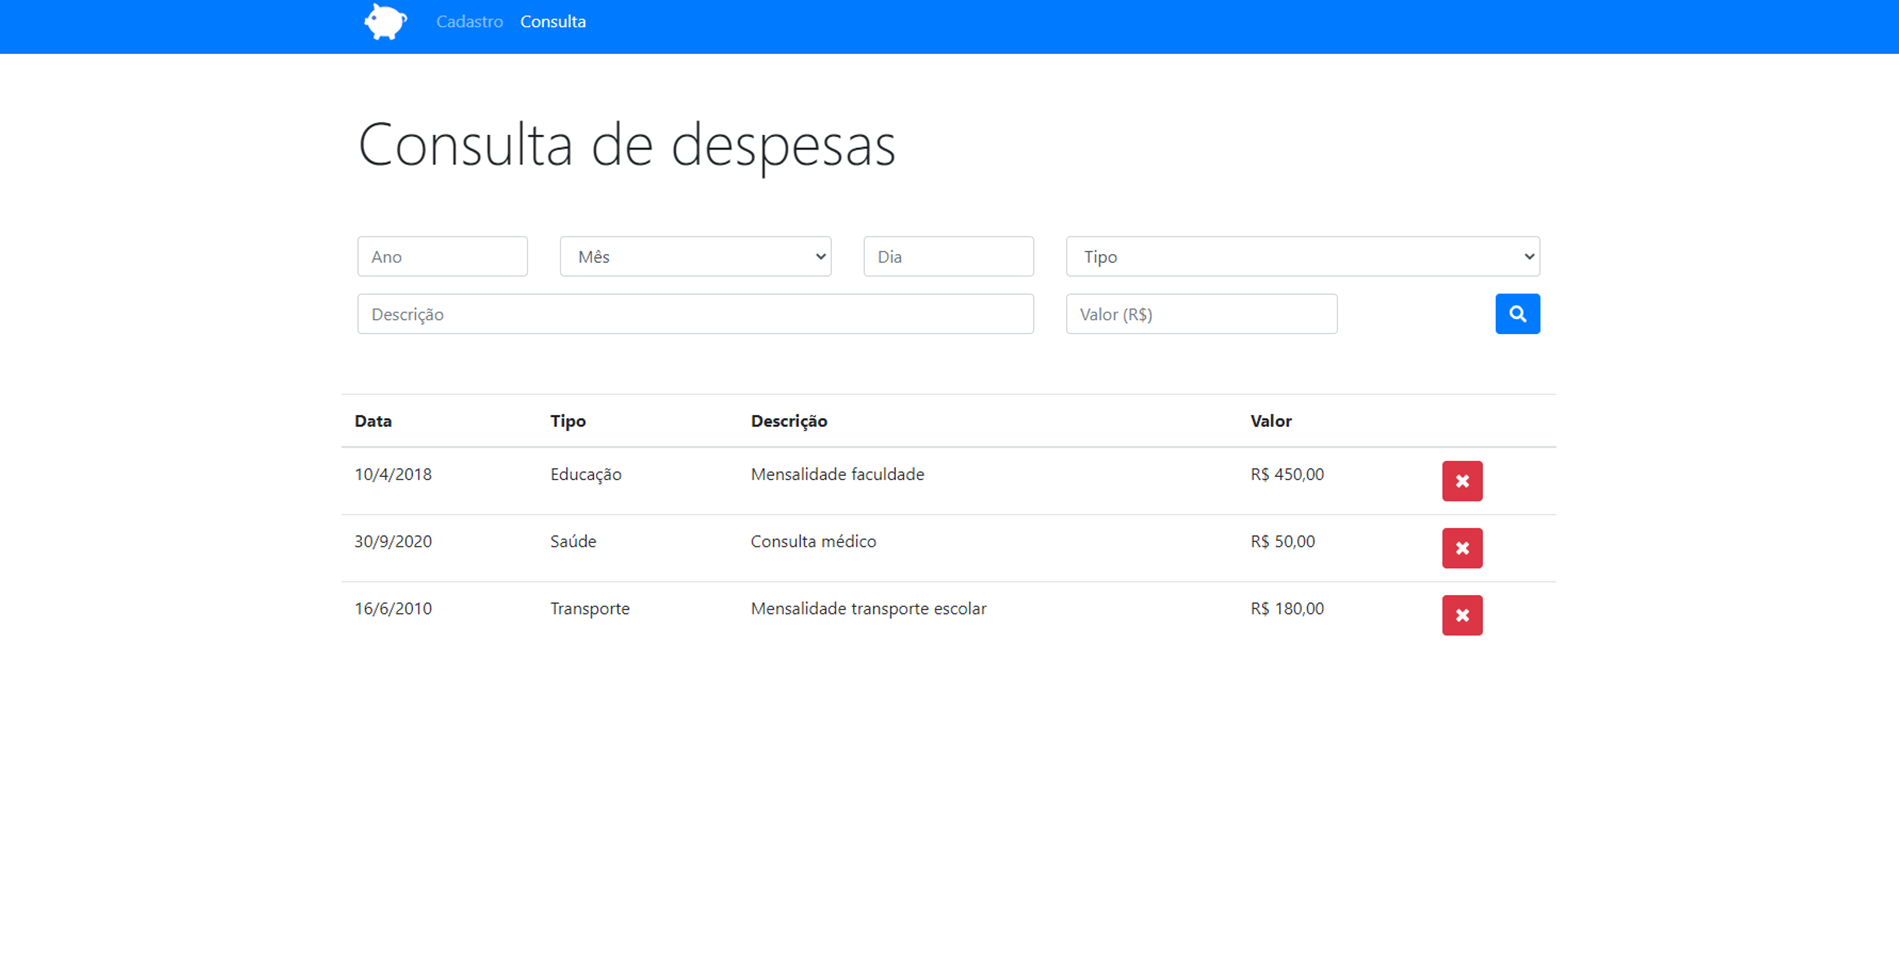 Cadastro Consulta
Consulta de despesas
Ano Mês Dia Tipo
Descrição Valor (R$)
Data Tipo Descrição Valor
10/4/2018 Educação Mensalidade faculdade R$ 450,00
30/9/2020 Saúde Consulta médico R$ 50,00
16/6/2010 Transporte Mensalidade transporte escolar R$ 180,00